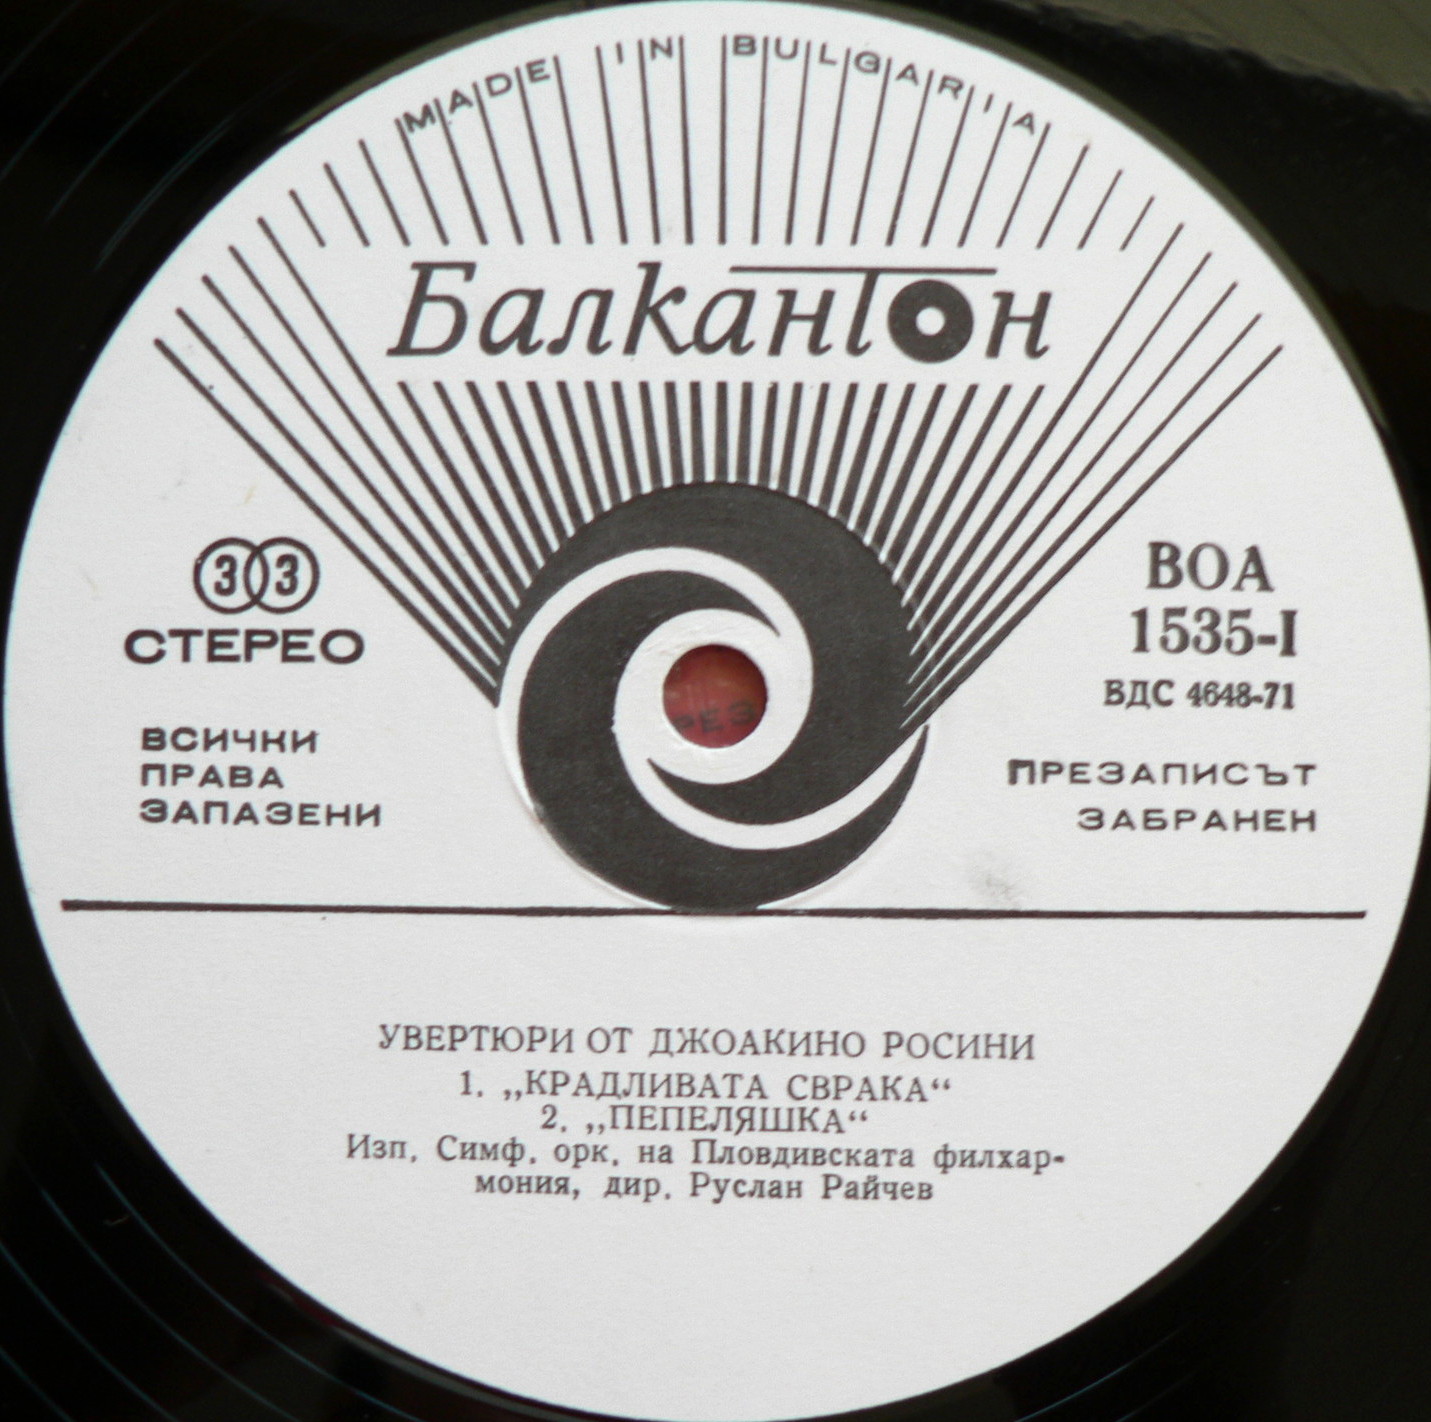 MADE IN BULGARIA
Балкантон
33
СТЕРЕО
ВСИЧКИ
ПРАВА
ЗАПАЗЕНИ
ВОА
1535-I
ВДС 4648-71
ПРЕЗАПИСЪТ
ЗАБРАНЕН
УВЕРТЮРИ ОТ ДЖОАКИНО РОСИНИ
1. „КРАДЛИВАТА СВРАКА“
2. „ПЕПЕЛЯШКА“
Изп. Симф. орк. на Пловдивската филхар-
мония, дир. Руслан Райчев